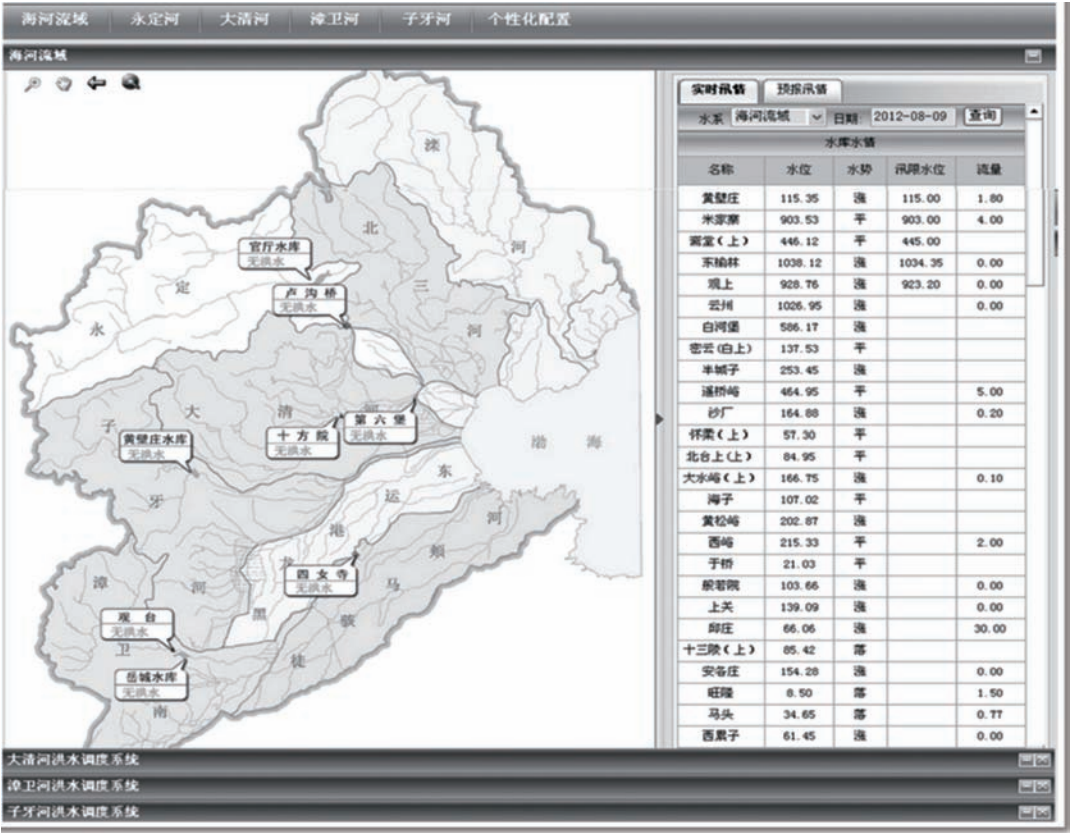 海河流域 永定河 大清河 漳卫河 子牙河 个性化配置
海河流域
实时汛情 预报汛情
水系 海河流域 日期: 2012-08-09 查询
水库水情
名称 水位 水势 汛限水位 流量
黄壁庄 115.35 涨 115.00 1.80
米家寨 903.53 平 903.00 4.00
堂(上) 446.12 平 445.00
东榆林 1038.12 涨 1034.35 0.00
观上 928.76 涨 923.20 0.00
云州 1026.95 涨 0.00
白河堡 586.17 涨
密云(白上) 137.53 平
半城子 253.45 涨
遥桥峪 464.95 平 5.00
沙厂 164.88 涨 0.20
怀柔(上) 57.30 平
北台上(上) 84.95 平
大水峪(上) 166.75 涨 0.10
海子 107.02 平
黄松峪 202.87 涨
西峪 215.33 平 2.00
于桥 21.03 平
般若院 103.66 涨 0.00
上关 139.09 涨 0.00
邱庄 66.06 涨 30.00
十三陵(上) 85.42 落
安各庄 154.28 涨 0.00
旺隆 8.50 落 1.50
马头 34.65 落 0.77
西累子 61.45 涨 0.00
滦
河
北
三
河
官厅水库
无洪水
永
定
卢沟桥
无洪水
大
清
河
第六堡
无洪水
十方院
无洪水
渤 海
子
牙
河
黄壁庄水库
无洪水
黑
龙
港
运
东
四女寺
无洪水
徒
骇
马
颊
河
漳
卫
南
观台
无洪水
岳城水库
无洪水
大清河洪水调度系统
漳卫河洪水调度系统
子牙河洪水调度系统